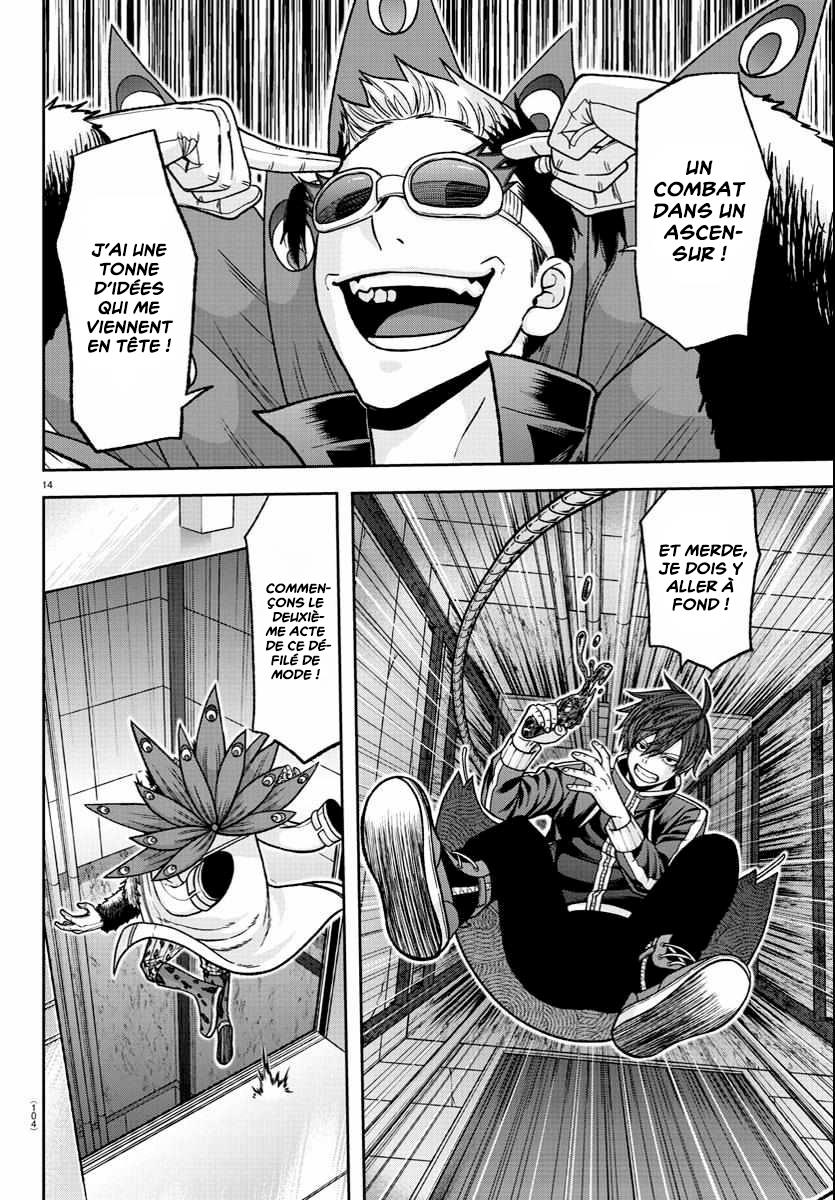 UN
COMBAT
DANS UN
ASCEN-
SUR !
J'AI UNE
TONNE
D'IDÉES
QUI ME
VIENNENT
EN TÊTE !
14
ET MERDE,
JE DOIS Y
ALLER À
FOND !
COMMEN-
ÇONS LE
DEUXIÈ-
ME ACTE
DE CE DÉ-
FILÉ DE
MODE !
(104)